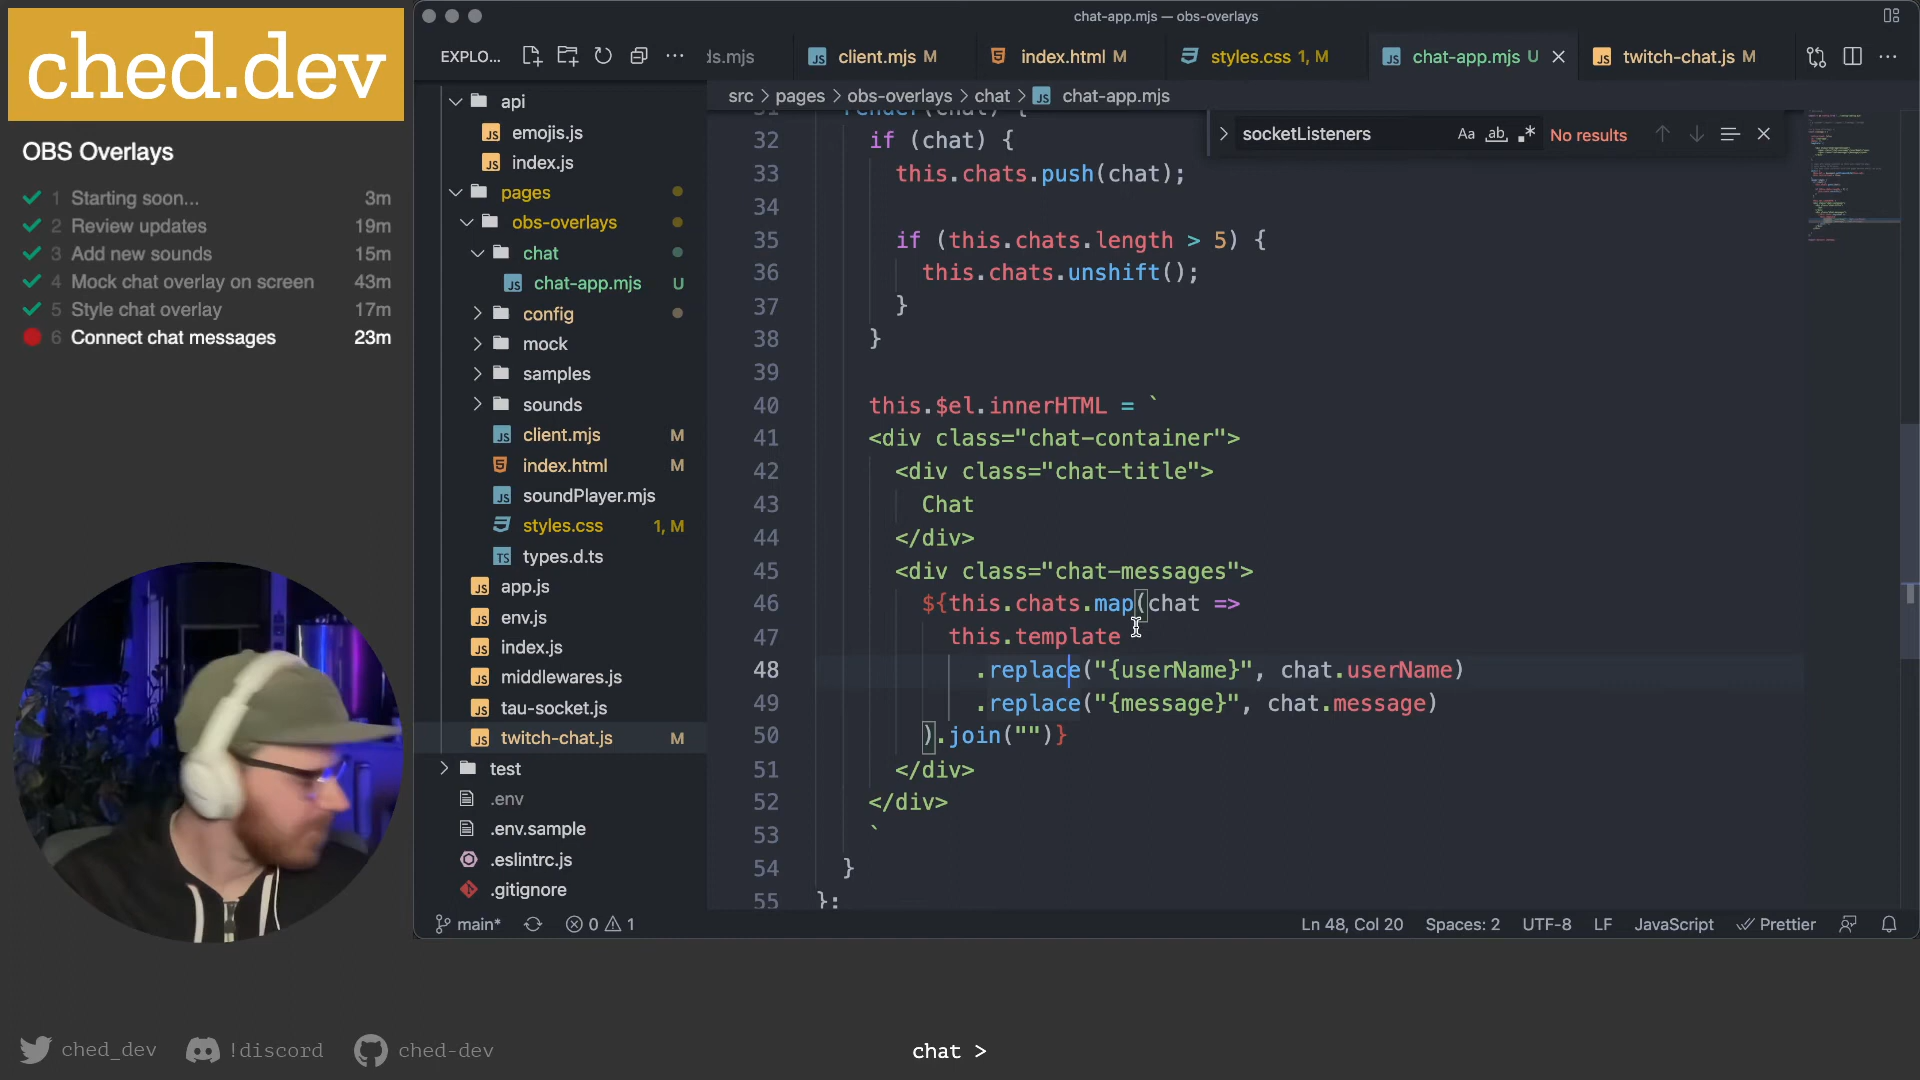 ched.dev
OBS Overlays
1 Starting soon... 3m
2 Review updates 19m
3 Add new sounds 15m
4 Mock chat overlay on screen 43m
5 Style chat overlay 17m
6 Connect chat messages 23m
chat-app.mjs — obs-overlays
EXPLO...
ds.mjs
client.mjs M
index.html M
styles.css 1, M
chat-app.mjs U
twitch-chat.js M
src > pages > obs-overlays > chat > chat-app.mjs
socketListeners
Aa ab, .*
No results
api
emojis.js
index.js
pages
obs-overlays
chat
chat-app.mjs U
config
mock
samples
sounds
client.mjs M
index.html M
soundPlayer.mjs
styles.css 1, M
types.d.ts
app.js
env.js
index.js
middlewares.js
tau-socket.js
twitch-chat.js M
test
.env
.env.sample
.eslintrc.js
.gitignore
31 render(chat) {
32 if (chat) {
33 this.chats.push(chat);
34
35 if (this.chats.length > 5) {
36 this.chats.unshift();
37 }
38 }
39
40 this.$el.innerHTML = `
41 <div class="chat-container">
42 <div class="chat-title">
43 Chat
44 </div>
45 <div class="chat-messages">
46 ${this.chats.map(chat =>
47 this.template
48 .replace("{userName}", chat.userName)
49 .replace("{message}", chat.message)
50 ).join("")}
51 </div>
52 </div>
53 `
54 }
55 };
main* 0 1
Ln 48, Col 20 Spaces: 2 UTF-8 LF JavaScript Prettier
ched_dev !discord ched-dev
chat >